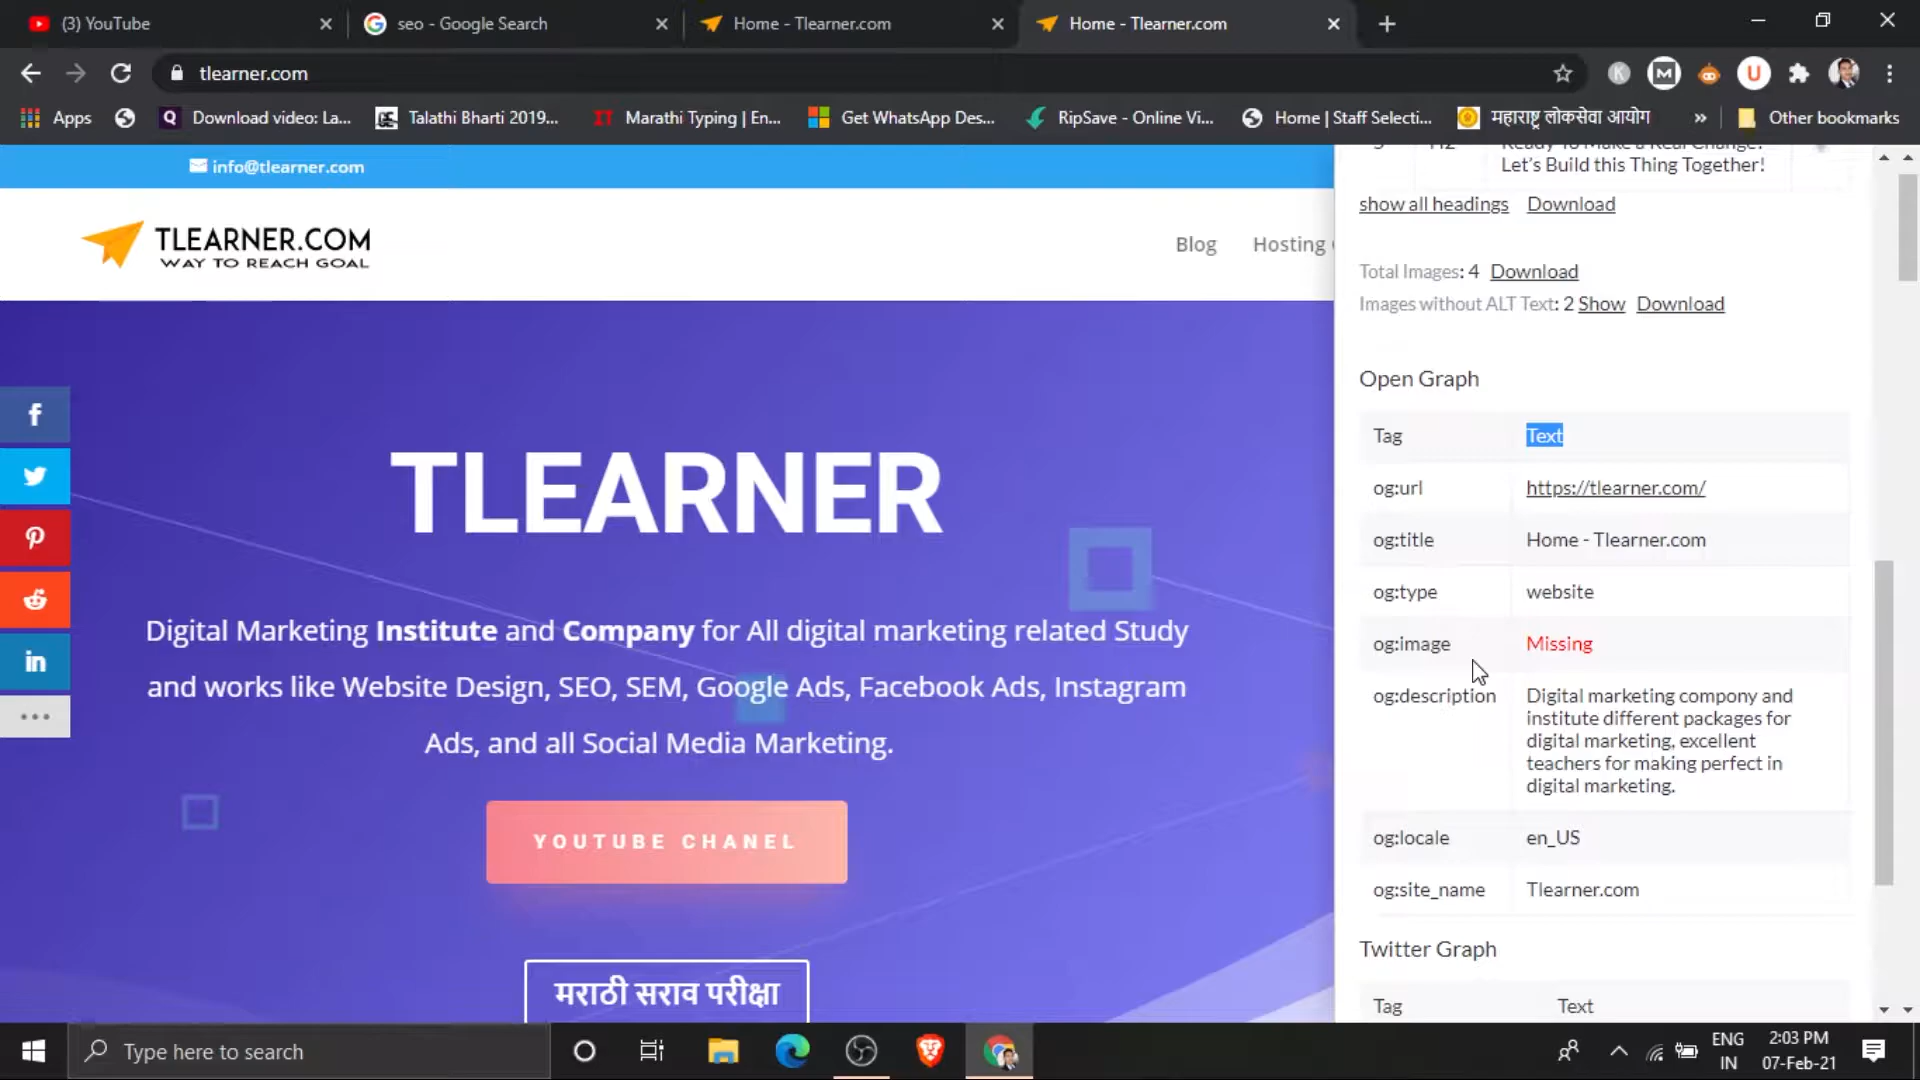 (3) YouTube
seo - Google Search
Home - Tlearner.com
Home - Tlearner.com
tlearner.com
Apps
Download video: La...
Talathi Bharti 2019...
Marathi Typing | En...
Get WhatsApp Des...
RipSave - Online Vi...
Home | Staff Selecti...
महाराष्ट्र लोकसेवा आयोग
»
Other bookmarks
info@tlearner.com
TLEARNER.COM
WAY TO REACH GOAL
Blog
Hosting
TLEARNER
Digital Marketing Institute and Company for All digital marketing related Study
and works like Website Design, SEO, SEM, Google Ads, Facebook Ads, Instagram
Ads, and all Social Media Marketing.
YOUTUBE CHANEL
मराठी सराव परीक्षा
Ready To Make a Real Change?
Let's Build this Thing Together!
show all headings Download
Total Images: 4 Download
Images without ALT Text: 2 Show Download
Open Graph
Tag Text
og:url https://tlearner.com/
og:title Home - Tlearner.com
og:type website
og:image Missing
og:description Digital marketing company and
institute different packages for
digital marketing, excellent
teachers for making perfect in
digital marketing.
og:locale en_US
og:site_name Tlearner.com
Twitter Graph
Tag Text
Type here to search
ENG
IN
2:03 PM
07-Feb-21